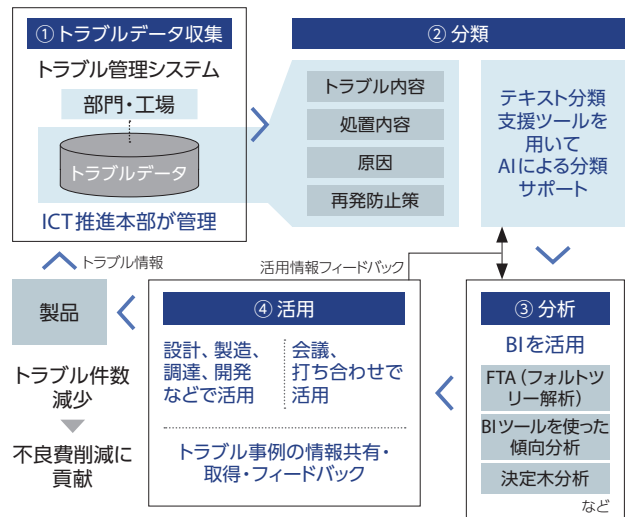 ①トラブルデータ収集
トラブル管理システム
部門・工場
トラブルデータ
ICT推進本部が管理
②分類
トラブル内容
処置内容
原因
再発防止策
テキスト分類
支援ツールを
用いて
AIによる分類
サポート
③分析
BIを活用
FTA（フォルトツ
リー解析）
BIツールを使った
傾向分析
決定木分析
など
活用情報フィードバック
④活用
設計、製造、
調達、開発
などで活用
会議、
打ち合わせで
活用
トラブル事例の情報共有・
取得・フィードバック
トラブル情報
製品
トラブル件数
減少
不良費削減に
貢献